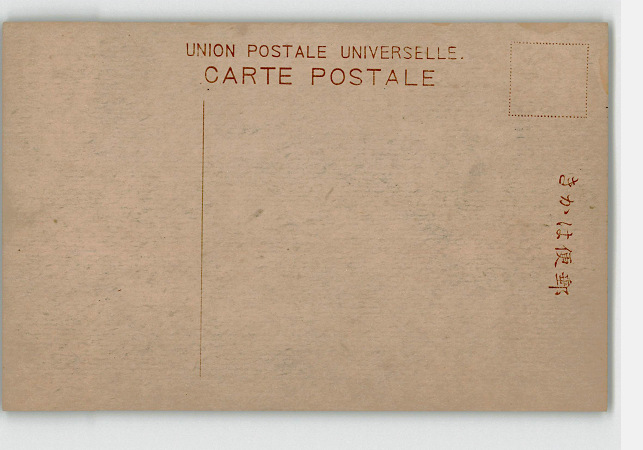 UNION POSTALE UNIVERSELLE.
CARTE POSTALE
郵便はかき